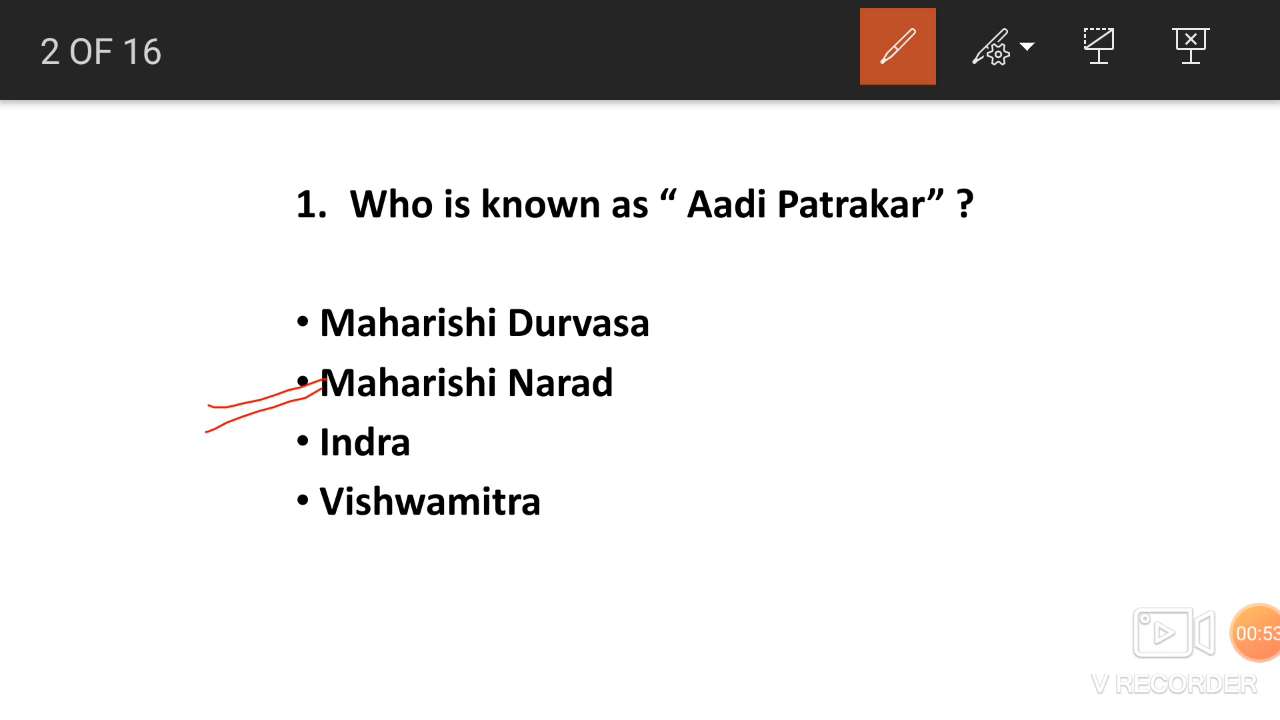 2 OF 16
1. Who is known as “ Aadi Patrakar” ?
• Maharishi Durvasa
• Maharishi Narad
• Indra
• Vishwamitra
00:53
V RECORDER